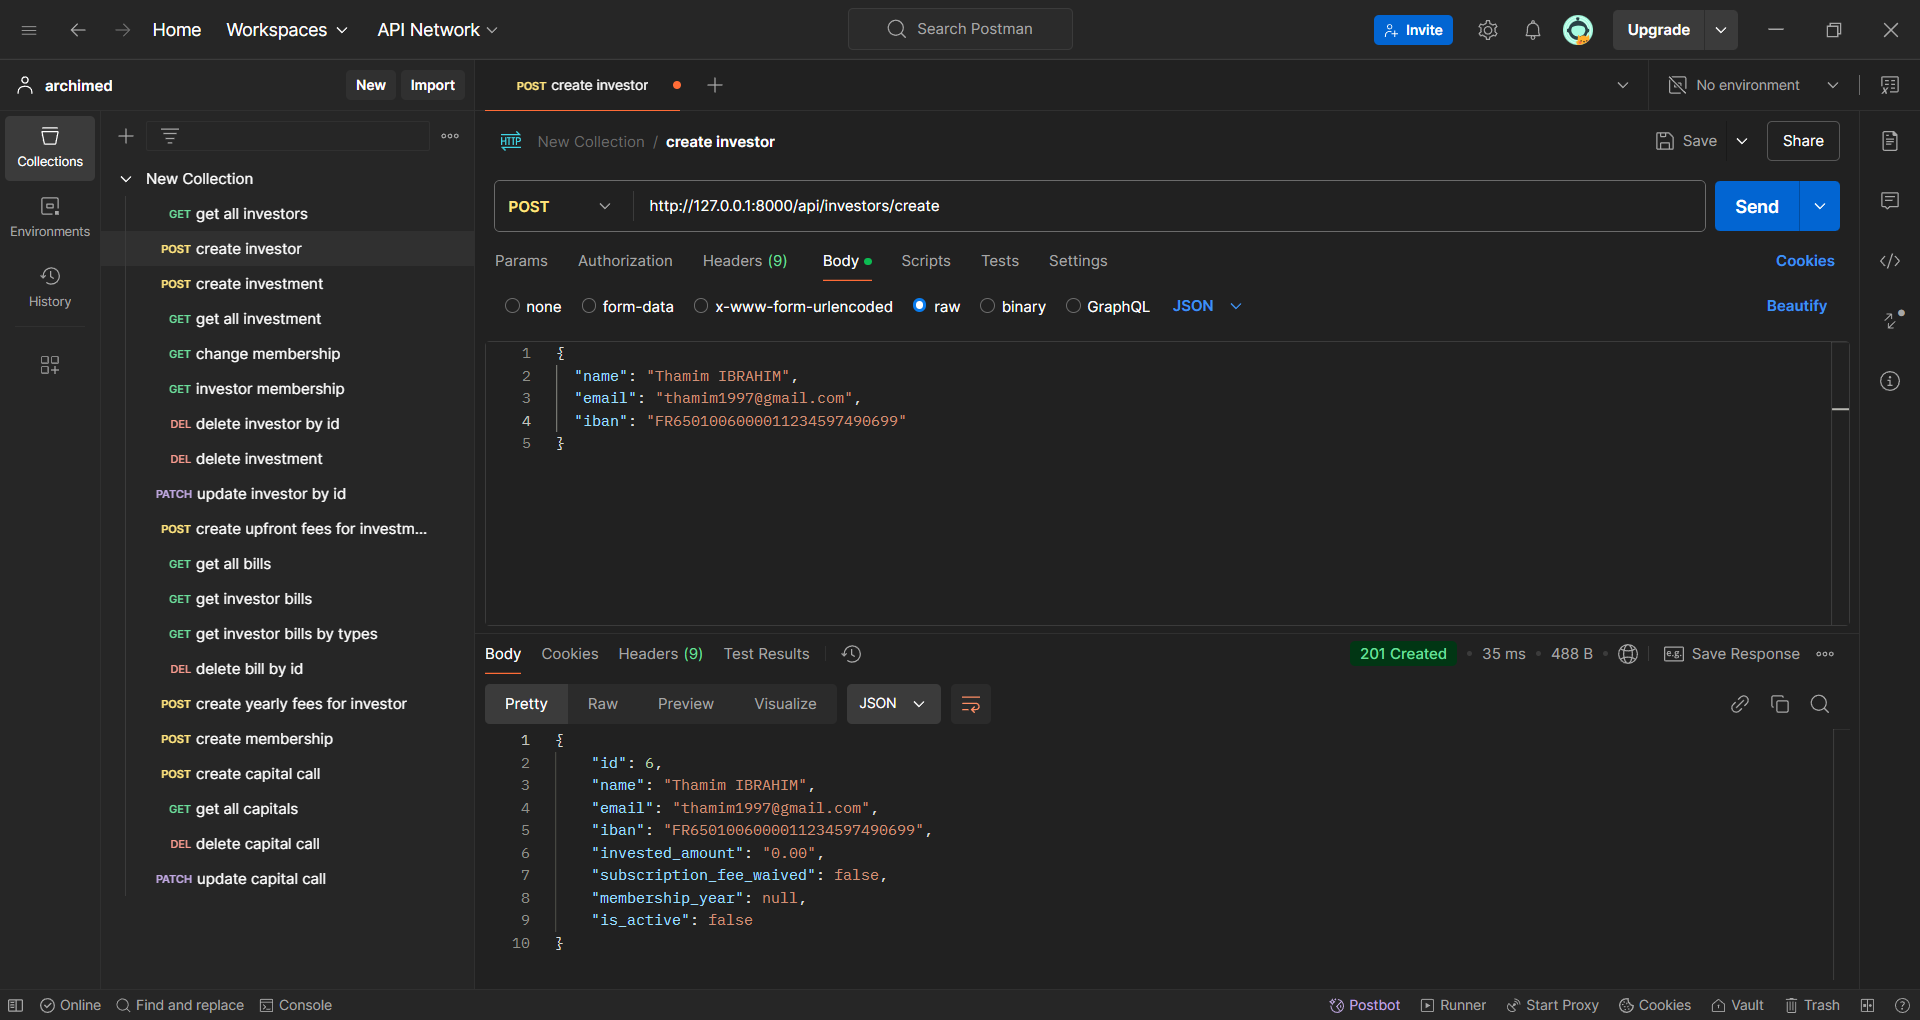 Home
Workspaces
API Network
Search Postman
Invite
Upgrade
archimed
New
Import
POST create investor
No environment
Collections
Environments
History
New Collection
GET get all investors
POST create investor
POST create investment
GET get all investment
GET change membership
GET investor membership
DEL delete investor by id
DEL delete investment
PATCH update investor by id
POST create upfront fees for investm...
GET get all bills
GET get investor bills
GET get investor bills by types
DEL delete bill by id
POST create yearly fees for investor
POST create membership
POST create capital call
GET get all capitals
DEL delete capital call
PATCH update capital call
HTTP New Collection / create investor
Save
Share
POST
http://127.0.0.1:8000/api/investors/create
Send
Params
Authorization
Headers (9)
Body
Scripts
Tests
Settings
Cookies
none
form-data
x-www-form-urlencoded
raw
binary
GraphQL
JSON
Beautify
1 {
2 "name": "Thamim IBRAHIM",
3 "email": "thamim1997@gmail.com",
4 "iban": "FR6501006000011234597490699"
5 }
Body
Cookies
Headers (9)
Test Results
201 Created
35 ms
488 B
e.g. Save Response
Pretty
Raw
Preview
Visualize
JSON
1 {
2 "id": 6,
3 "name": "Thamim IBRAHIM",
4 "email": "thamim1997@gmail.com",
5 "iban": "FR6501006000011234597490699",
6 "invested_amount": "0.00",
7 "subscription_fee_waived": false,
8 "membership_year": null,
9 "is_active": false
10 }
Online
Find and replace
Console
Postbot
Runner
Start Proxy
Cookies
Vault
Trash